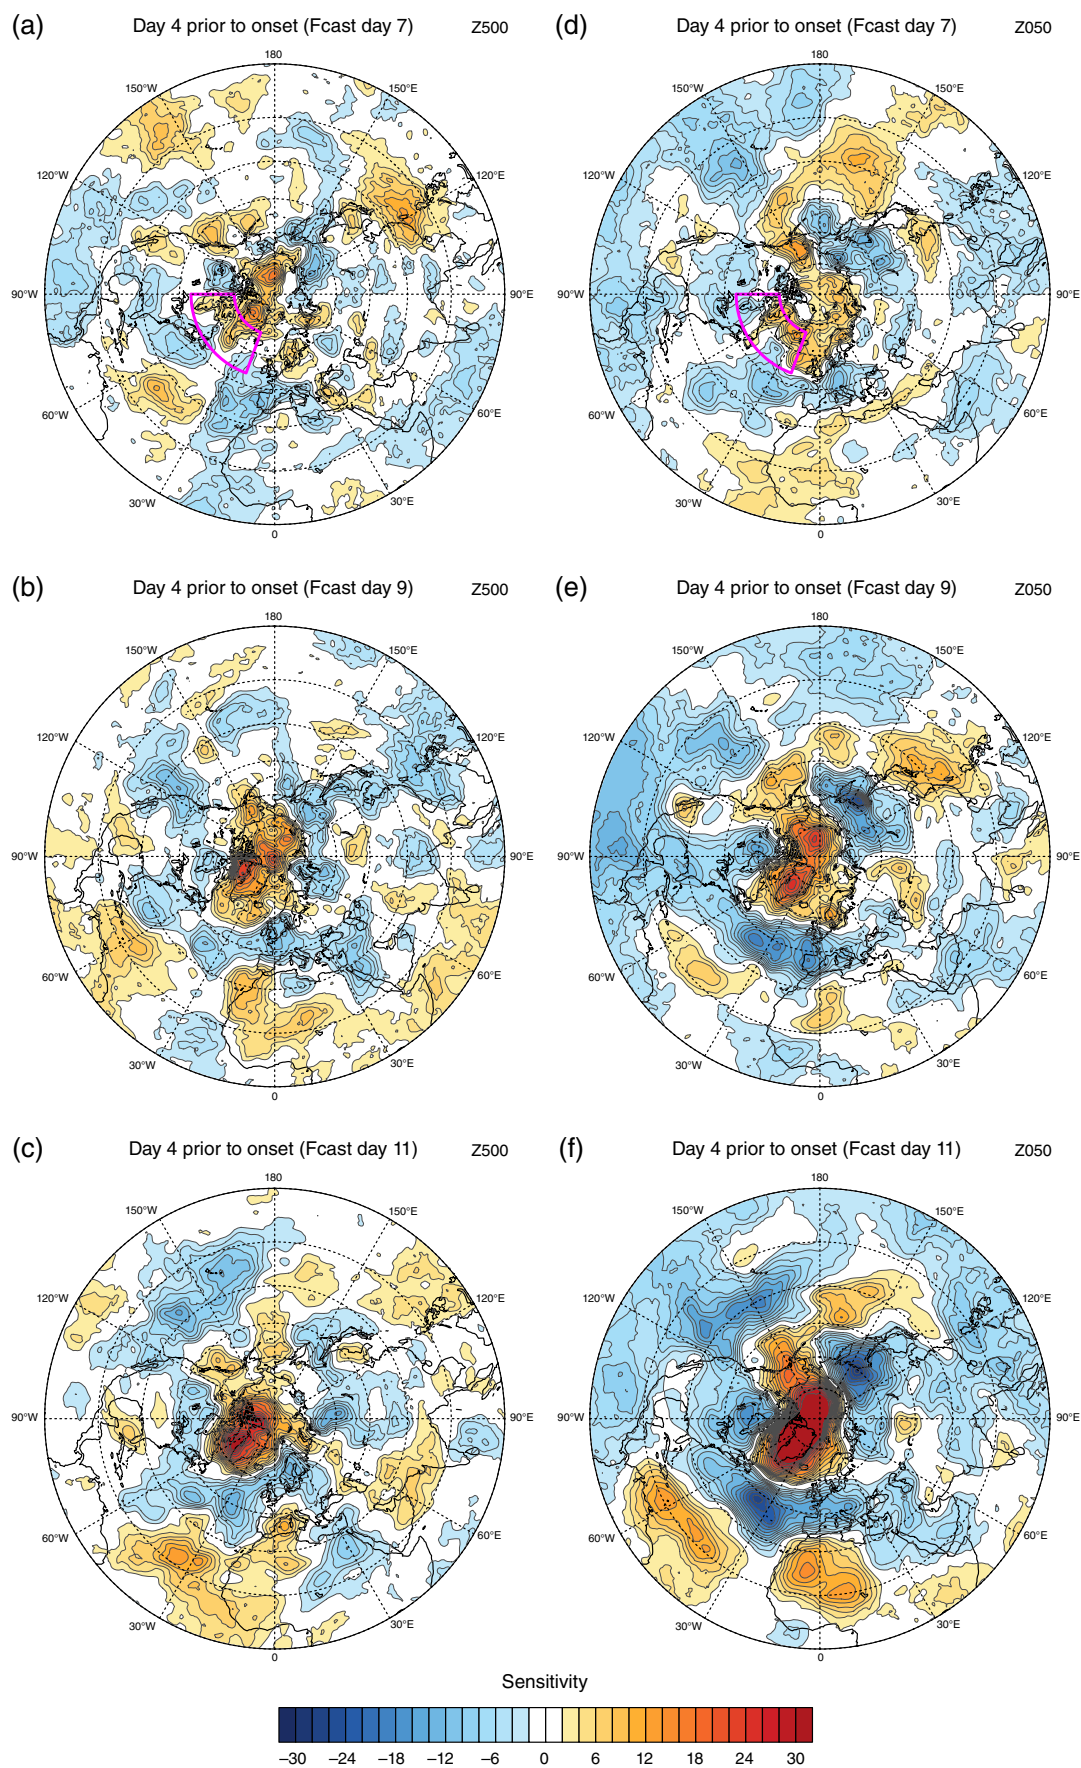 (a) Day 4 prior to onset (Fcast day 7) Z500
180
150°W 150°E
120°W 120°E
90°W 90°E
60°W 60°E
30°W 30°E
0
(d) Day 4 prior to onset (Fcast day 7) Z050
180
150°W 150°E
120°W 120°E
90°W 90°E
60°W 60°E
30°W 30°E
0
(b) Day 4 prior to onset (Fcast day 9) Z500
180
150°W 150°E
120°W 120°E
90°W 90°E
60°W 60°E
30°W 30°E
0
(e) Day 4 prior to onset (Fcast day 9) Z050
180
150°W 150°E
120°W 120°E
90°W 90°E
60°W 60°E
30°W 30°E
0
(c) Day 4 prior to onset (Fcast day 11) Z500
180
150°W 150°E
120°W 120°E
90°W 90°E
60°W 60°E
30°W 30°E
0
(f) Day 4 prior to onset (Fcast day 11) Z050
180
150°W 150°E
120°W 120°E
90°W 90°E
60°W 60°E
30°W 30°E
0
Sensitivity
−30 −24 −18 −12 −6 0 6 12 18 24 30